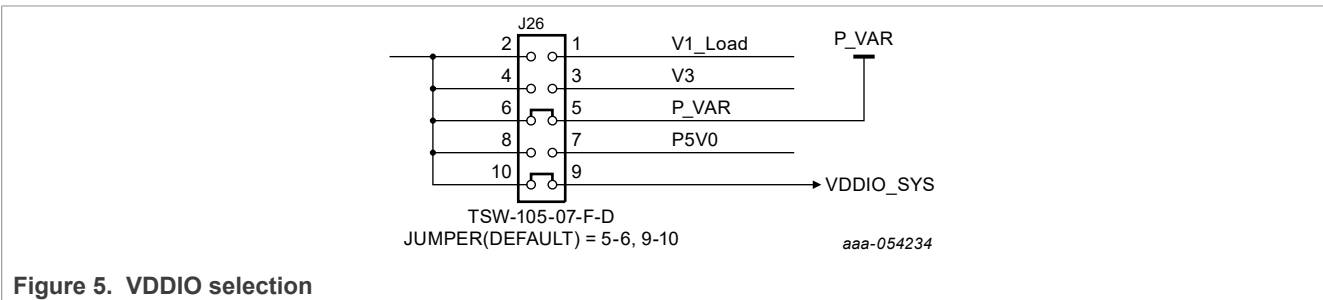 J26
2 1 V1_Load P_VAR
4 3 V3
6 5 P_VAR
8 7 P5V0
10 9 VDDIO_SYS
TSW-105-07-F-D
JUMPER(DEFAULT) = 5-6, 9-10 aaa-054234
Figure 5. VDDIO selection